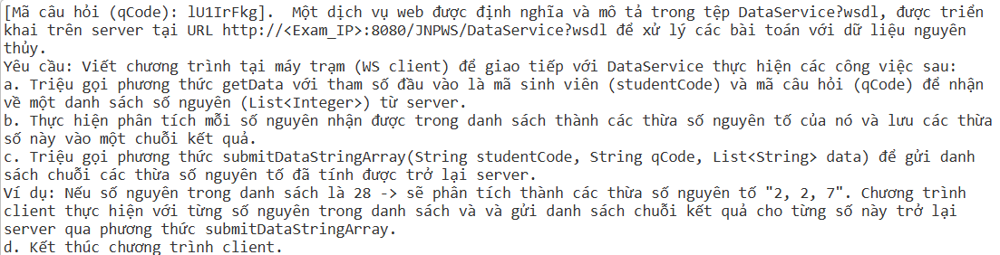 [Mã câu hỏi (qCode): lU1IrFkg].  Một dịch vụ web được định nghĩa và mô tả trong tệp DataService?wsdl, được triển
khai trên server tại URL http://<Exam_IP>:8080/JNPWS/DataService?wsdl để xử lý các bài toán với dữ liệu nguyên
thủy.
Yêu cầu: Viết chương trình tại máy trạm (WS client) để giao tiếp với DataService thực hiện các công việc sau:
a. Triệu gọi phương thức getData với tham số đầu vào là mã sinh viên (studentCode) và mã câu hỏi (qCode) để nhận
về một danh sách số nguyên (List<Integer>) từ server.
b. Thực hiện phân tích mỗi số nguyên nhận được trong danh sách thành các thừa số nguyên tố của nó và lưu các thừa
số này vào một chuỗi kết quả.
c. Triệu gọi phương thức submitDataStringArray(String studentCode, String qCode, List<String> data) để gửi danh
sách chuỗi các thừa số nguyên tố đã tính được trở lại server.
Ví dụ: Nếu số nguyên trong danh sách là 28 -> sẽ phân tích thành các thừa số nguyên tố "2, 2, 7". Chương trình
client thực hiện với từng số nguyên trong danh sách và và gửi danh sách chuỗi kết quả cho từng số này trở lại
server qua phương thức submitDataStringArray.
d. Kết thúc chương trình client.